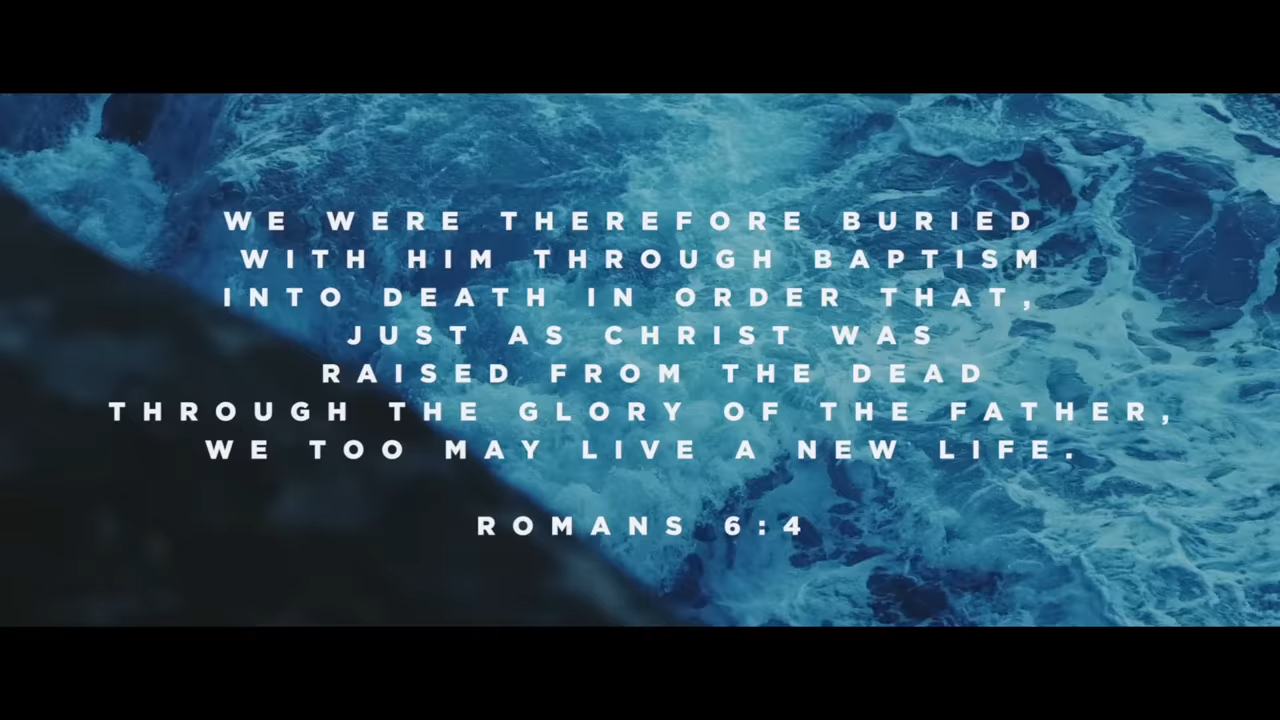 WE WERE THEREFORE BURIED
WITH HIM THROUGH BAPTISM
INTO DEATH IN ORDER THAT,
JUST AS CHRIST WAS
RAISED FROM THE DEAD
THROUGH THE GLORY OF THE FATHER,
WE TOO MAY LIVE A NEW LIFE.
ROMANS 6:4